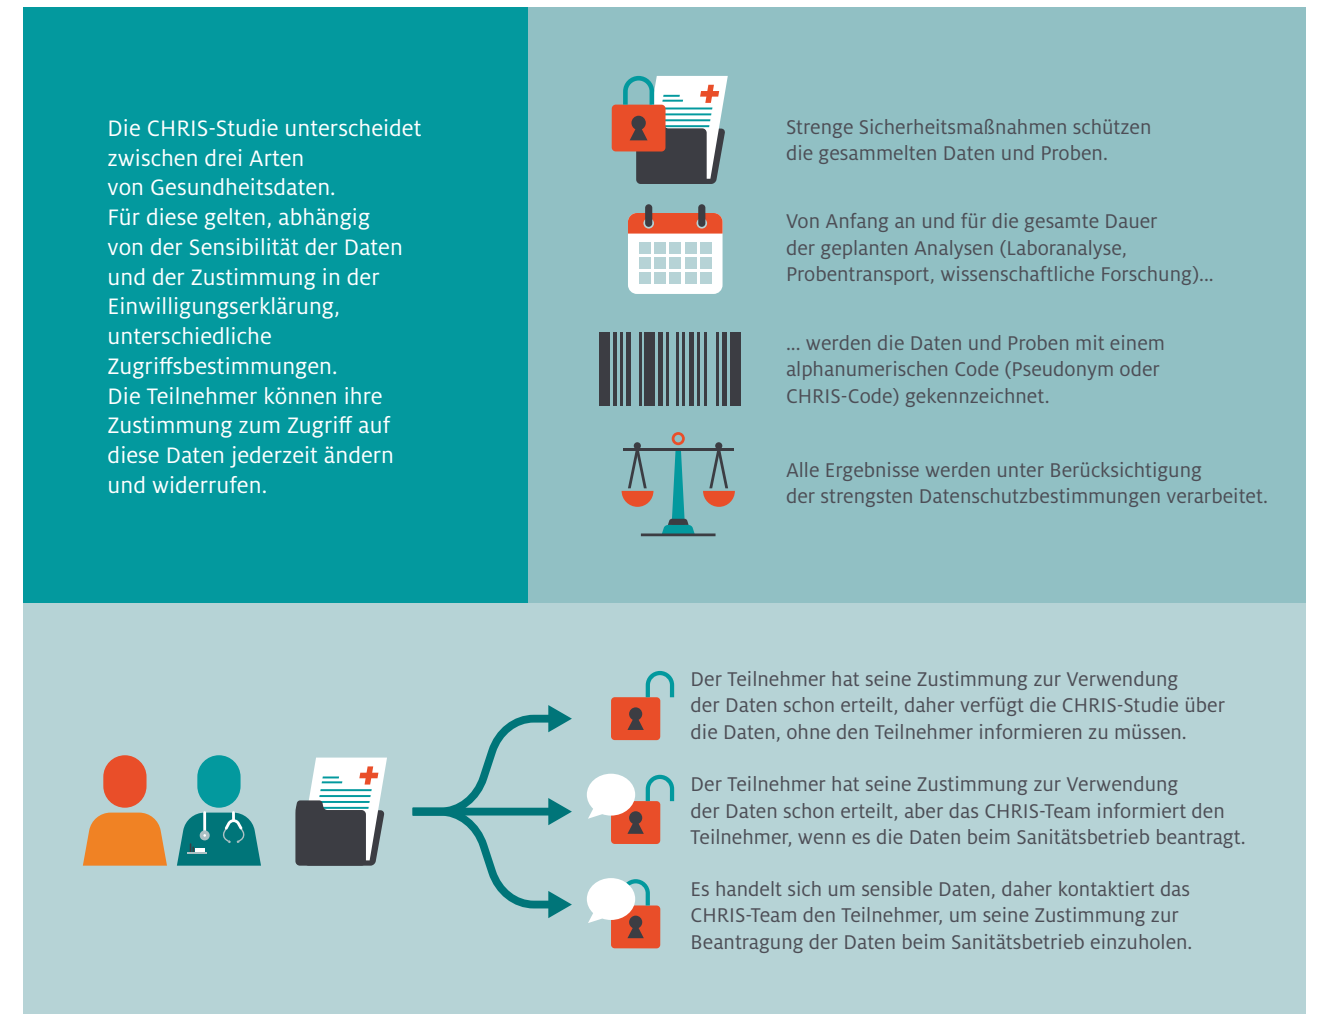 Die CHRIS-Studie unterscheidet
zwischen drei Arten
von Gesundheitsdaten.
Für diese gelten, abhängig
von der Sensibilität der Daten
und der Zustimmung in der
Einwilligungserklärung,
unterschiedliche
Zugriffsbestimmungen.
Die Teilnehmer können ihre
Zustimmung zum Zugriff auf
diese Daten jederzeit ändern
und widerrufen.
Strenge Sicherheitsmaßnahmen schützen
die gesammelten Daten und Proben.
Von Anfang an und für die gesamte Dauer
der geplanten Analysen (Laboranalyse,
Probentransport, wissenschaftliche Forschung)...
... werden die Daten und Proben mit einem
alphanumerischen Code (Pseudonym oder
CHRIS-Code) gekennzeichnet.
Alle Ergebnisse werden unter Berücksichtigung
der strengsten Datenschutzbestimmungen verarbeitet.
Der Teilnehmer hat seine Zustimmung zur Verwendung
der Daten schon erteilt, daher verfügt die CHRIS-Studie über
die Daten, ohne den Teilnehmer informieren zu müssen.
Der Teilnehmer hat seine Zustimmung zur Verwendung
der Daten schon erteilt, aber das CHRIS-Team informiert den
Teilnehmer, wenn es die Daten beim Sanitätsbetrieb beantragt.
Es handelt sich um sensible Daten, daher kontaktiert das
CHRIS-Team den Teilnehmer, um seine Zustimmung zur
Beantragung der Daten beim Sanitätsbetrieb einzuholen.